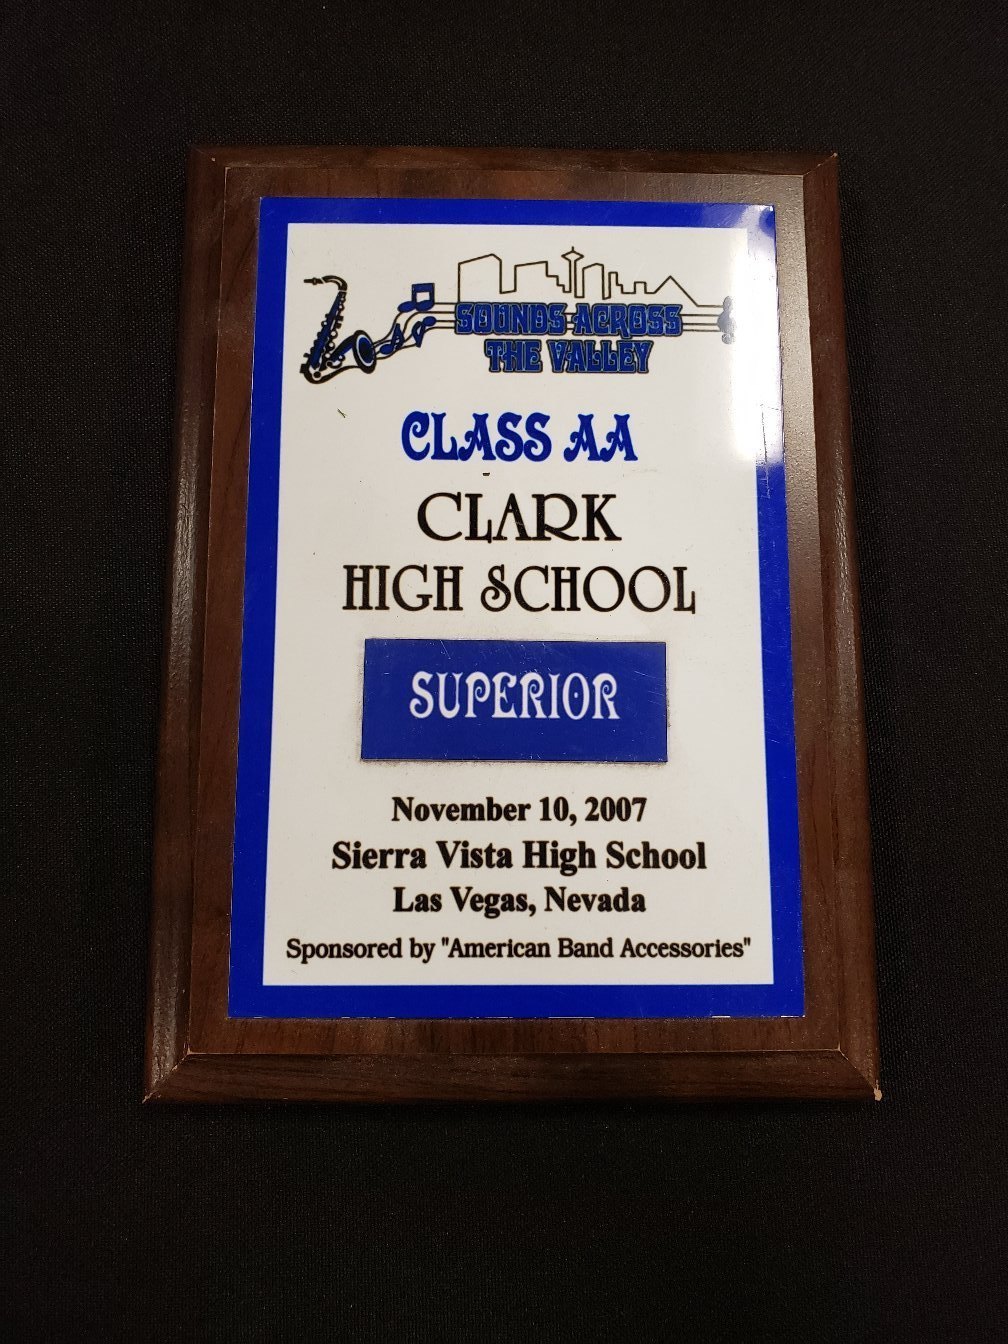 SOUNDS ACROSS
THE VALLEY
CLASS AA
CLARK
HIGH SCHOOL
SUPERIOR
November 10, 2007
Sierra Vista High School
Las Vegas, Nevada
Sponsored by "American Band Accessories"